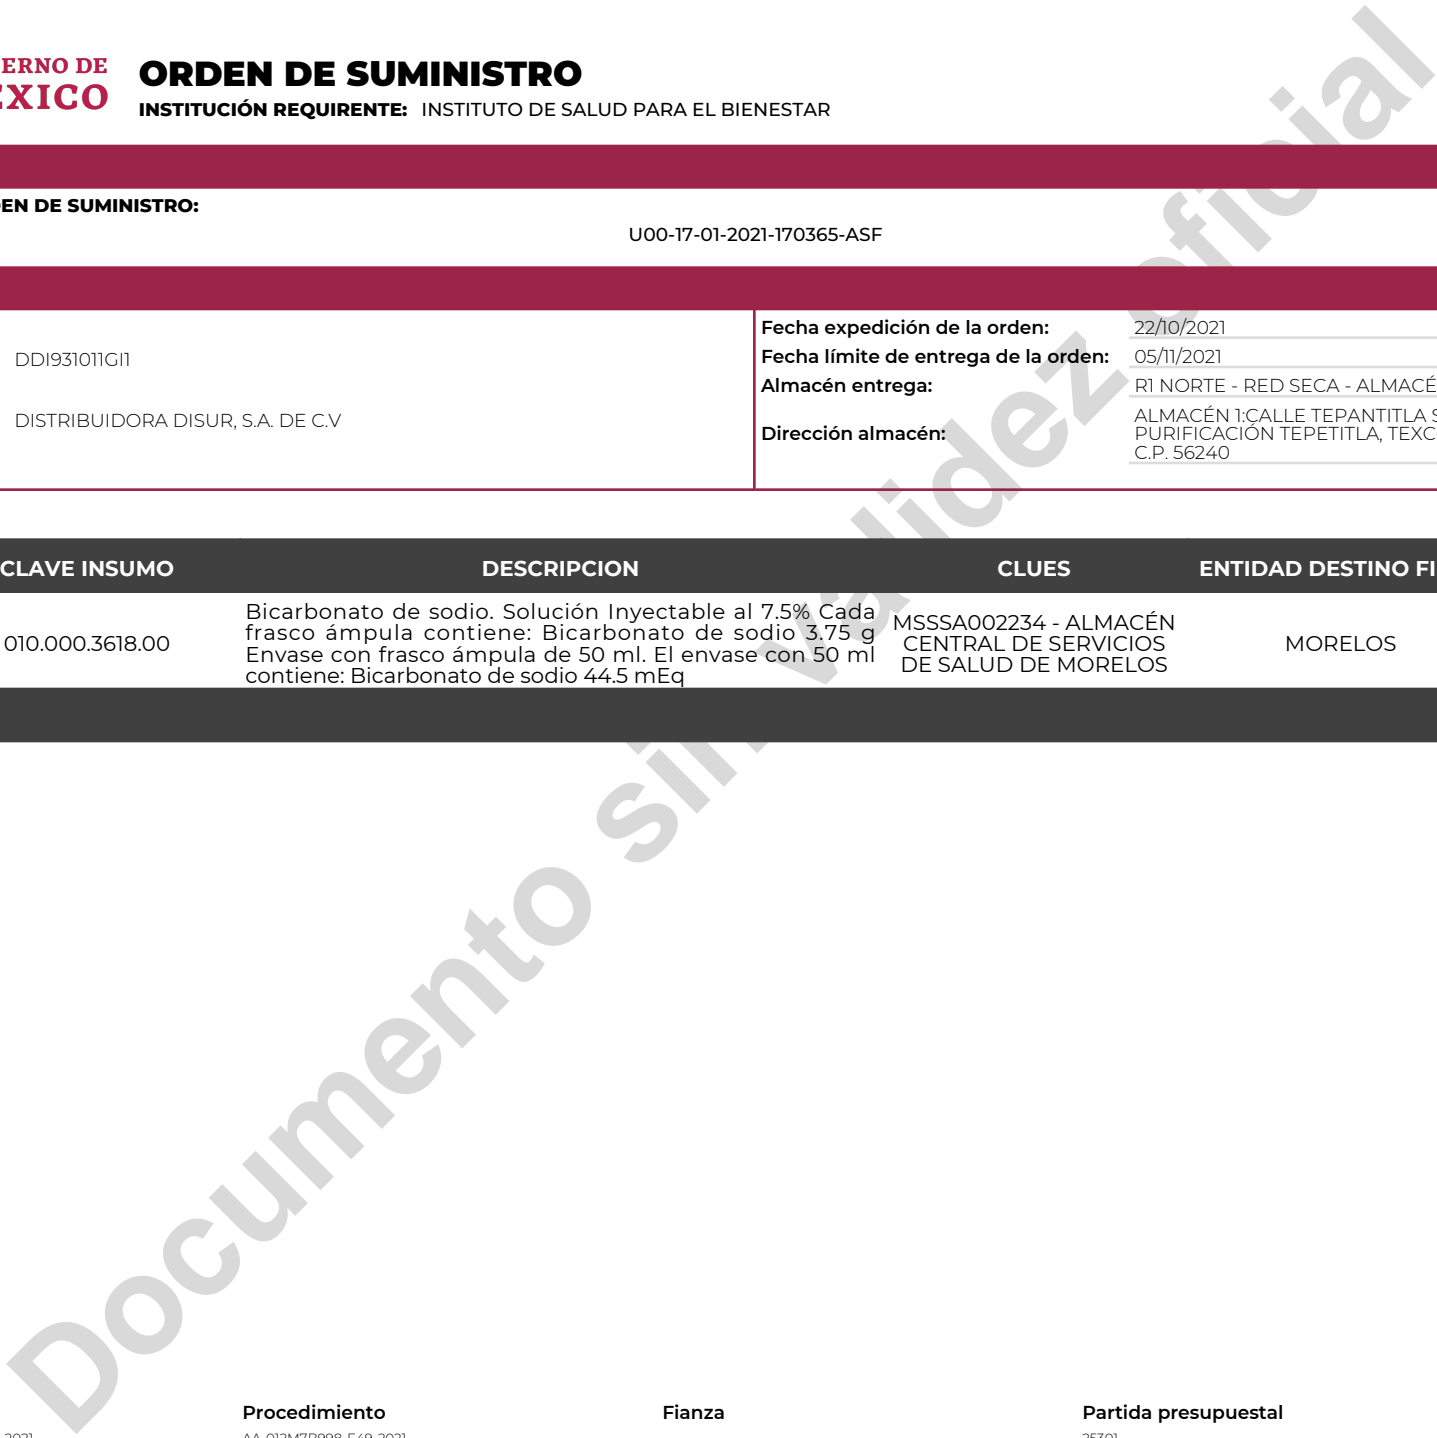 ERNO DE
ORDEN DE SUMINISTRO
EXICO
INSTITUCIÓN REQUIRENTE: INSTITUTO DE SALUD PARA EL BIENESTAR
EN DE SUMINISTRO:
U00-17-01-2021-170365-ASF
Fecha expedición de la orden: 22/10/2021
DDI931011GI1
Fecha límite de entrega de la orden: 05/11/2021
Almacén entrega: R1 NORTE - RED SECA - ALMACÉ
DISTRIBUIDORA DISUR, S.A. DE C.V
Dirección almacén:
ALMACÉN 1:CALLE TEPANTITLA S
PURIFICACIÓN TEPETITLA, TEXC
C.P. 56240
CLAVE INSUMO DESCRIPCION CLUES ENTIDAD DESTINO FI
010.000.3618.00
Bicarbonato de sodio. Solución Inyectable al 7.5% Cada
frasco ámpula contiene: Bicarbonato de sodio 3.75 g
Envase con frasco ámpula de 50 ml. El envase con 50 ml
contiene: Bicarbonato de sodio 44.5 mEq
MSSSA002234 - ALMACÉN
CENTRAL DE SERVICIOS
DE SALUD DE MORELOS
MORELOS
Documento sin validez oficial
Procedimiento Fianza Partida presupuestal